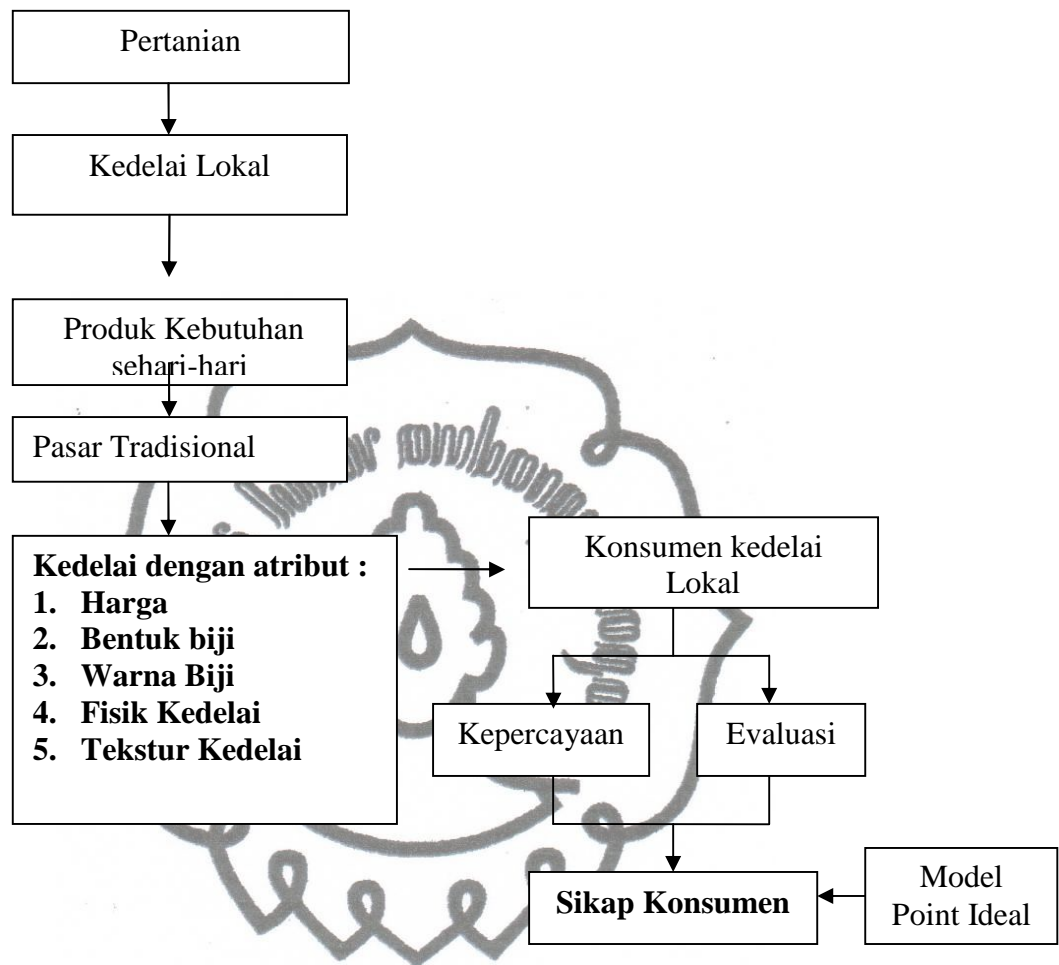 Pertanian
Kedelai Lokal
Produk Kebutuhan
sehari-hari
Pasar Tradisional
Kedelai dengan atribut :
1. Harga
2. Bentuk biji
3. Warna Biji
4. Fisik Kedelai
5. Tekstur Kedelai
Konsumen kedelai
Lokal
Kepercayaan
Evaluasi
Sikap Konsumen
Model
Point Ideal